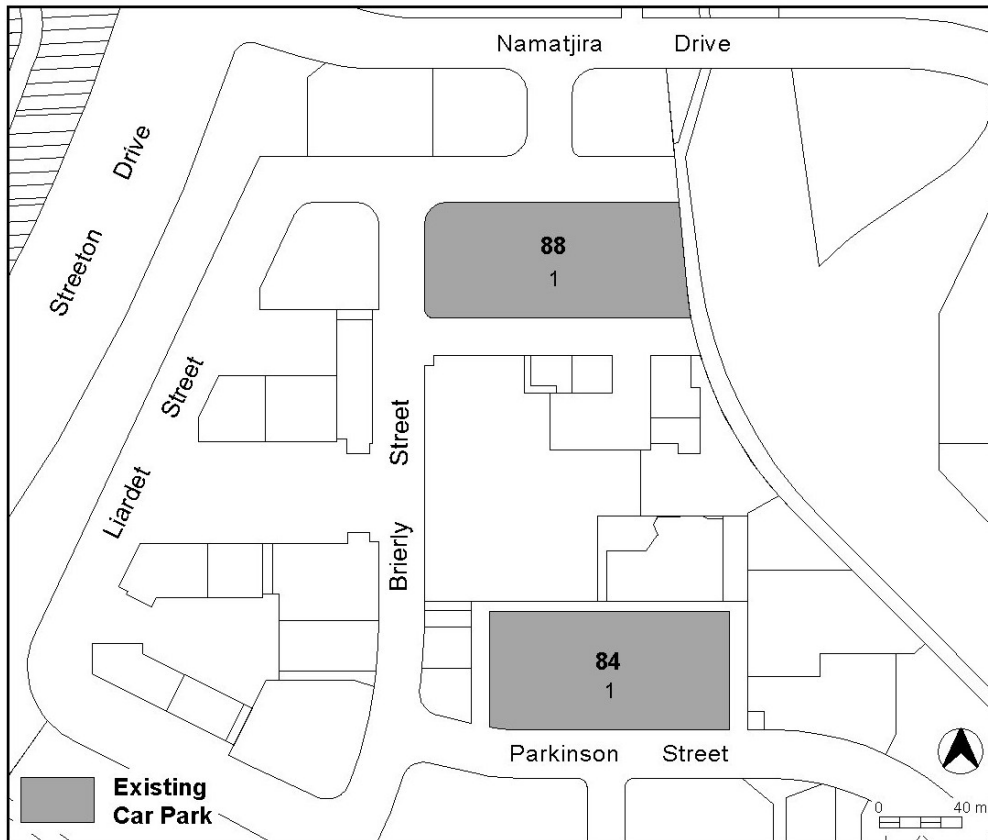 Namatjira Drive
Streeton Drive
88
1
Liardet Street
Brierly Street
84
1
Parkinson Street
Existing
Car Park
0 40 m